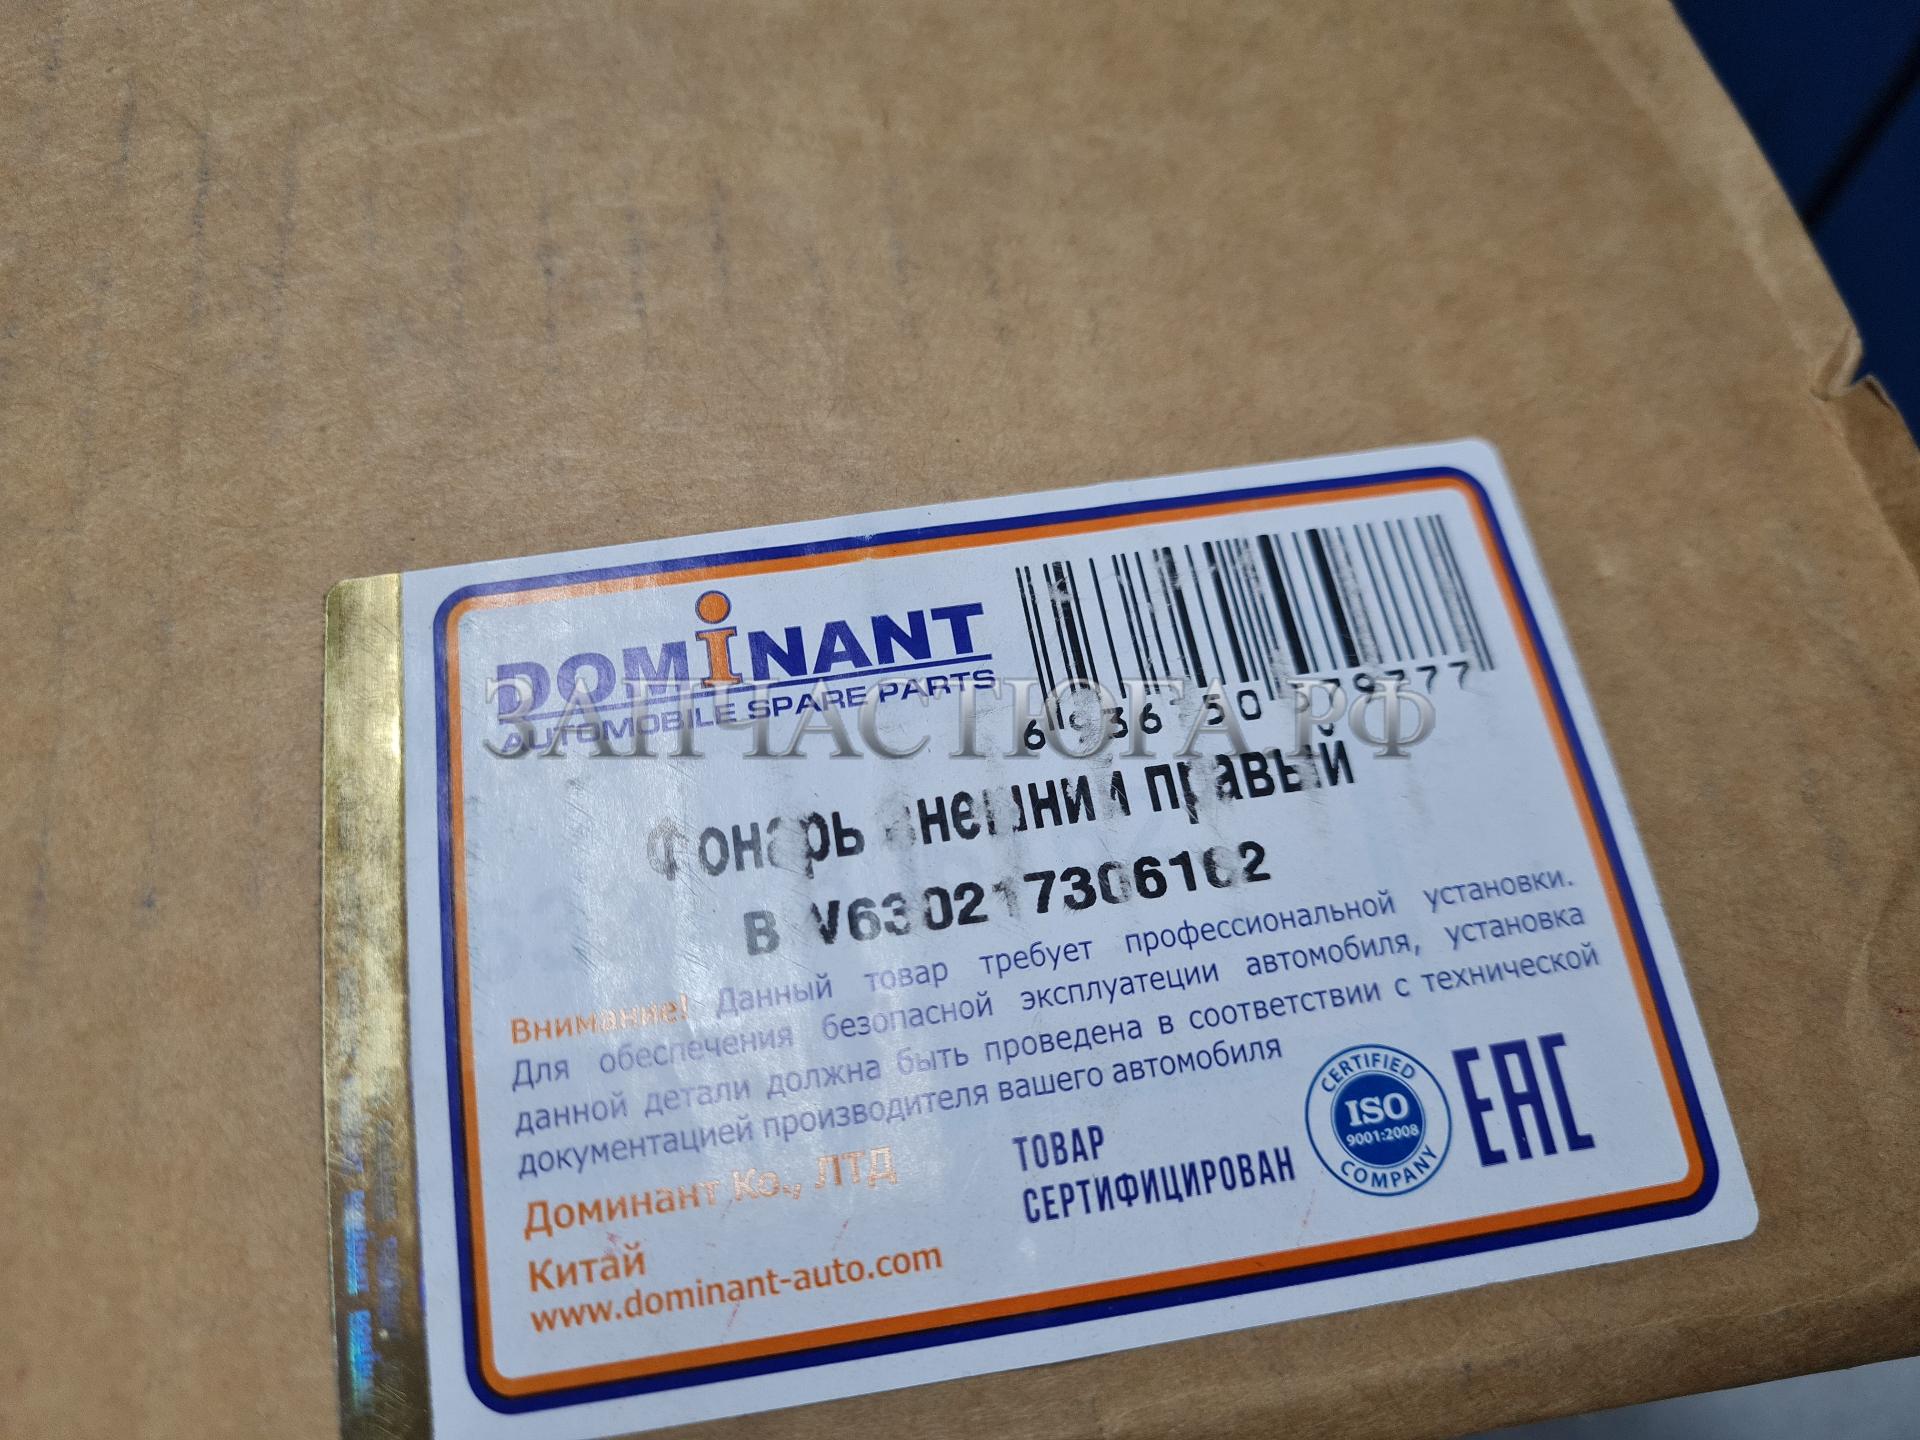 DOMiNANT
AUTOMOBILE SPARE PARTS
ЗАПЧАСТЮГА.РФ
Фонарь внешний правый
BMV630217306102
Внимание! Данный товар требует профессиональной установки.
Для обеспечения безопасной эксплуатеции автомобиля, установка
данной детали должна быть проведена в соответствии с технической
документацией производителя вашего автомобиля
Доминант Ко., ЛТД
Китай
www.dominant-auto.com
ТОВАР
СЕРТИФИЦИРОВАН
CERTIFIED
ISO
9001:2008
COMPANY
EAC